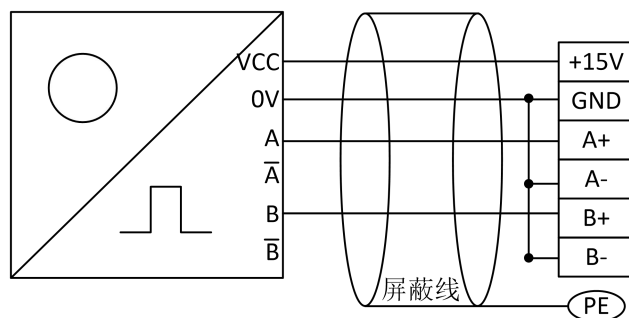 VCC
0V
A
A̅
B
B̅
+15V
GND
A+
A-
B+
B-
屏蔽线
PE